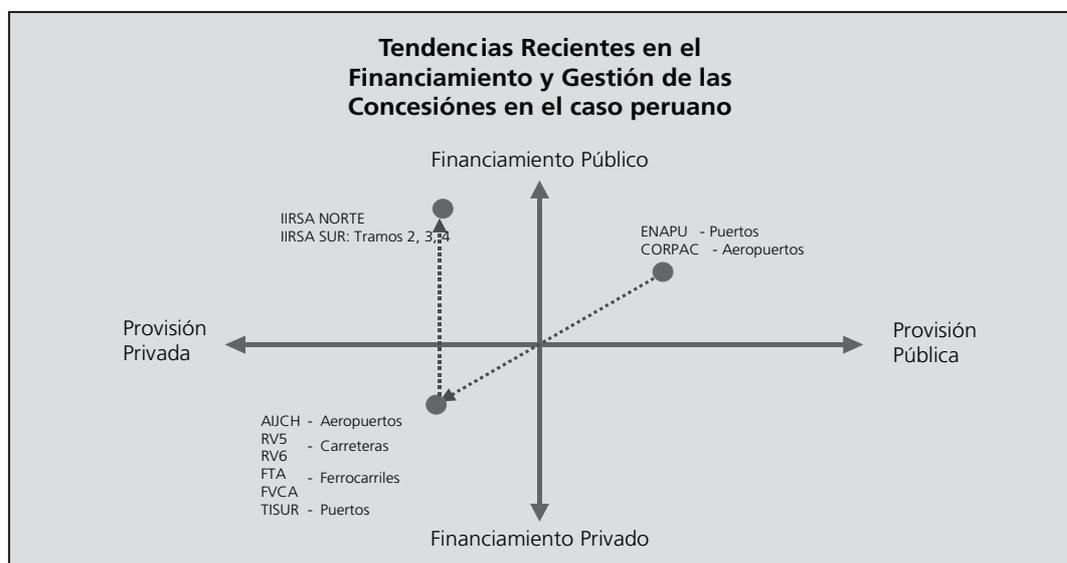 Tendencias Recientes en el
Financiamiento y Gestión de las
Concesiónes en el caso peruano
Financiamiento Público
IIRSA NORTE
IIRSA SUR: Tramos 2, 3, 4
ENAPU - Puertos
CORPAC - Aeropuertos
Provisión
Privada
Provisión
Pública
AIJCH - Aeropuertos
RV5
- Carreteras
RV6
FTA
- Ferrocarriles
FVCA
TISUR - Puertos
Financiamiento Privado